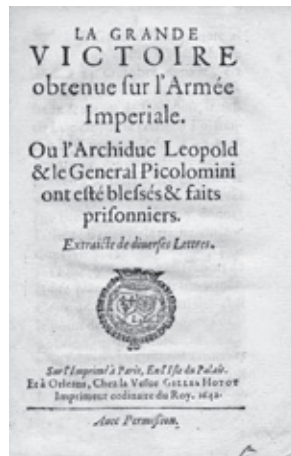 LA GRANDE
VICTOIRE
obtenue ſur l'Armée
Imperiale.
Ou l'Archiduc Leopold
& le General Picolomini
ont eſté bleſsés & faits
priſonniers.
Extraicte de diuerſes Lettres.
Sur l'Imprimé à Paris, En l'Iſle du Palais.
Et à Orleans, Chez la Vefue GILLES HOTOT
Imprimeur ordinaire du Roy. 1642.
Auec Permiſsion.